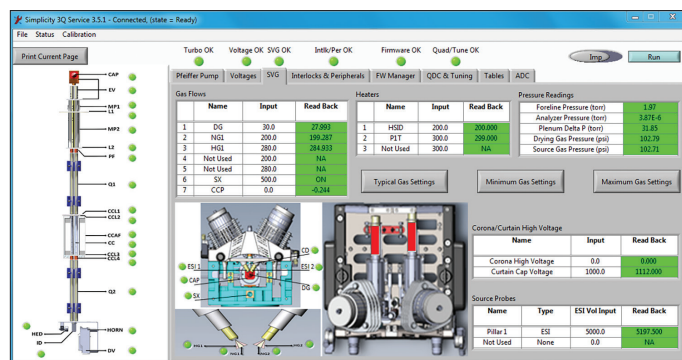 Simplicity 3Q Service 3.5.1 - Connected, (state = Ready)
File Status Calibration
Print Current Page
Turbo OK Voltage OK SVG OK Intlk/Per OK Firmware OK Quad/Tune OK
Imp Run
Pfeiffer Pump Voltages SVG Interlocks & Peripherals FW Manager QDC & Tuning Tables ADC
CAP
EV
MP1
L1
MP2
L2
PF
Q1
CCL1
CCL2
CCAF
CC
CCL3
CCL4
Q2
HED
ID
HORN
DV
Gas Flows
Name Input Read Back
1 DG 30.0 27.993
2 NG1 200.0 199.287
3 HG1 280.0 284.933
4 Not Used 200.0 NA
5 Not Used 280.0 NA
6 SX 500.0 ON
7 CCP 0.0 -0.244
Heaters
Name Input Read Back
1 HSID 200.0 200.000
2 P1T 300.0 299.000
3 Not Used 300.0 NA
Pressure Readings
Foreline Pressure (torr) 1.97
Analyzer Pressure (torr) 3.87E-6
Plenum Delta P (torr) 31.85
Drying Gas Pressure (psi) 102.79
Source Gas Pressure (psi) 102.71
Typical Gas Settings Minimum Gas Settings Maximum Gas Settings
CD
ESI 1 ESI 2
CAP
DG
SX
HG1 HG2
NG1 NG2
Corona/Curtain High Voltage
Name Input Read Back
Corona High Voltage 0.0 0.000
Curtain Cap Voltage 1000.0 1112.000
Source Probes
Name Type ESI Vol Input Read Back
Pillar 1 ESI 5000.0 5197.500
Not Used None 0.0 NA